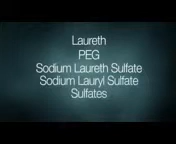 Laureth
PEG
Sodium Laureth Sulfate
Sodium Lauryl Sulfate
Sulfates